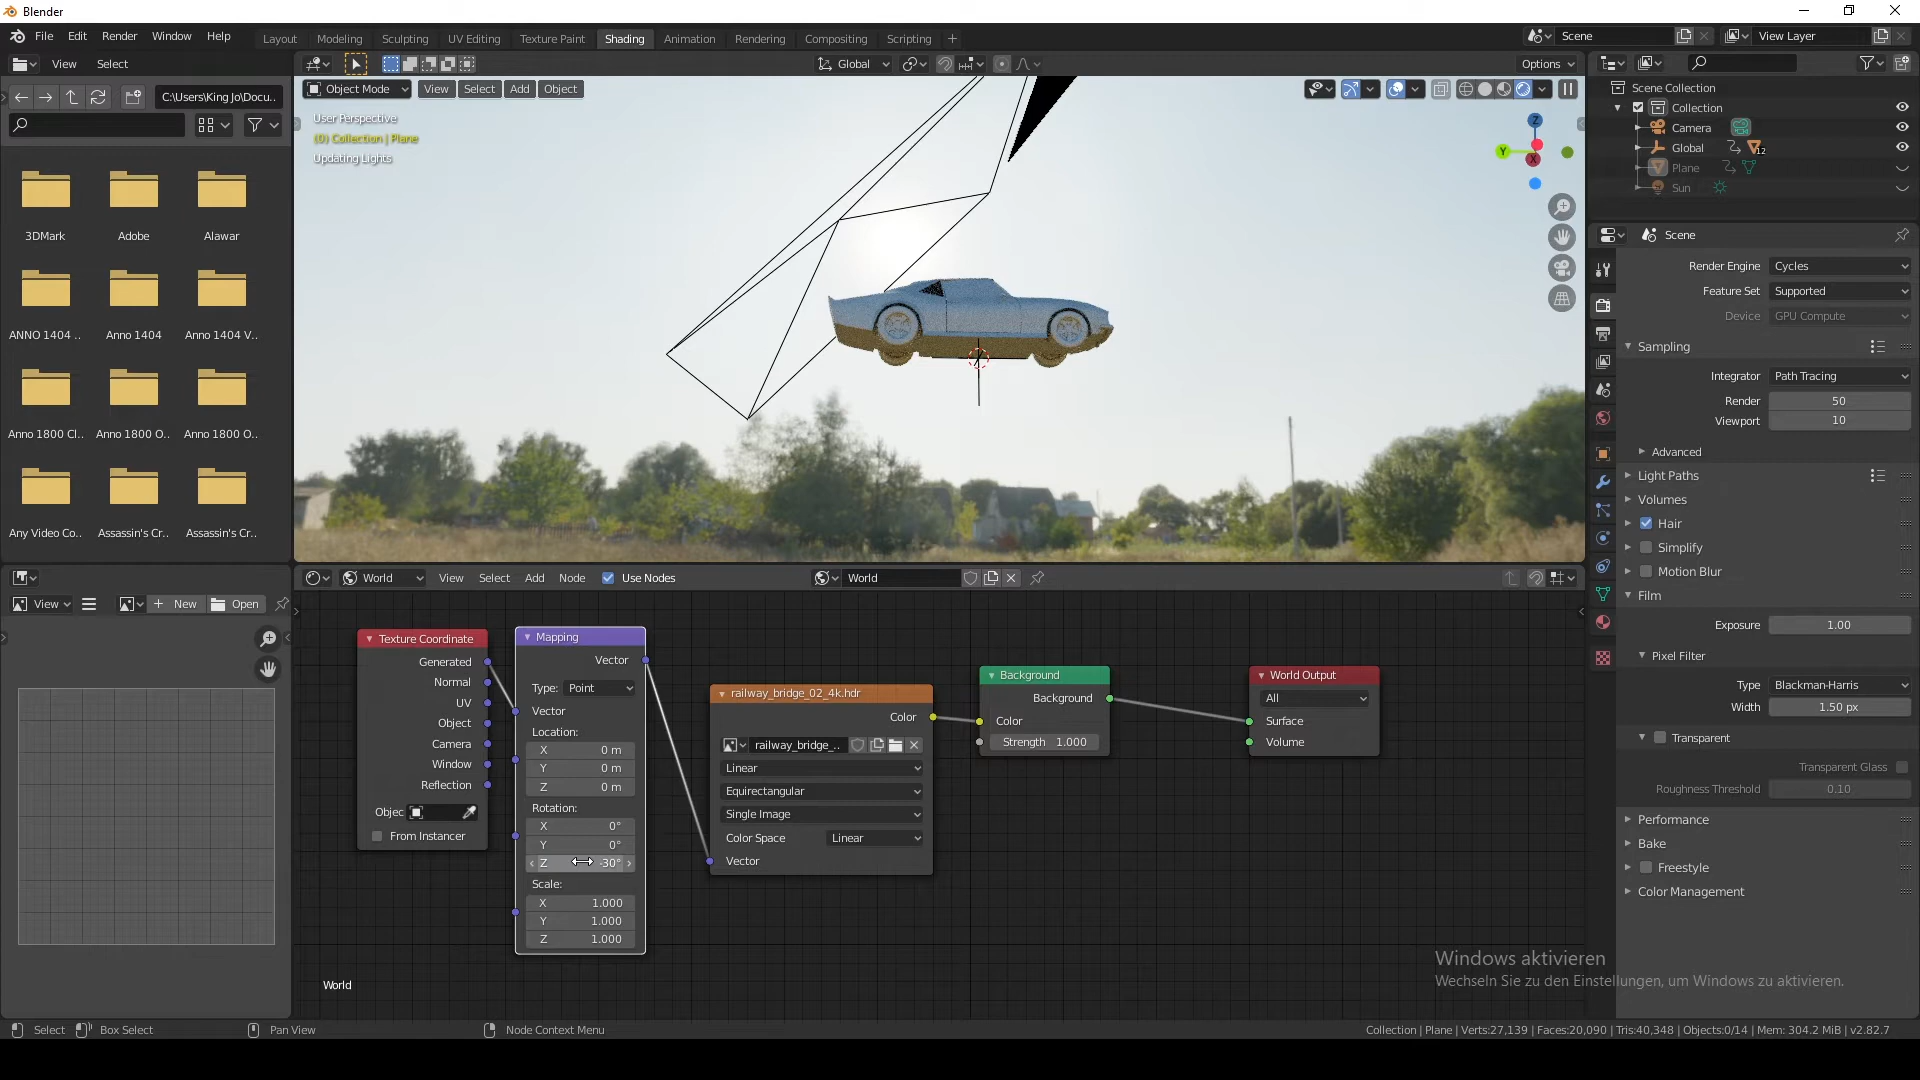 Blender
File Edit Render Window Help
Layout Modeling Sculpting UV Editing Texture Paint Shading Animation Rendering Compositing Scripting
Scene
View Layer
View Select
Global
Options
C:\Users\King Jo\Docu..
Object Mode View Select Add Object
User Perspective
(0) Collection | Plane
Updating Lights
Z
Y
X
Scene Collection
Collection
Camera
Global
12
Plane
Sun
3DMark Adobe Alawar
ANNO 1404 .. Anno 1404 Anno 1404 V..
Anno 1800 Cl.. Anno 1800 O.. Anno 1800 O..
Any Video Co.. Assassin's Cr.. Assassin's Cr..
Scene
Render Engine Cycles
Feature Set Supported
Device GPU Compute
Sampling
Integrator Path Tracing
Render 50
Viewport 10
Advanced
Light Paths
Volumes
Hair
Simplify
Motion Blur
Film
Exposure 1.00
Pixel Filter
Type Blackman-Harris
Width 1.50 px
Transparent
Transparent Glass
Roughness Threshold 0.10
Performance
Bake
Freestyle
Color Management
View New Open
World View Select Add Node Use Nodes World
Texture Coordinate
Generated
Normal
UV
Object
Camera
Window
Reflection
Objec
From Instancer
Mapping
Vector
Type: Point
Vector
Location:
X 0 m
Y 0 m
Z 0 m
Rotation:
X 0°
Y 0°
Z -30°
Scale:
X 1.000
Y 1.000
Z 1.000
railway_bridge_02_4k.hdr
Color
railway_bridge_..
Linear
Equirectangular
Single Image
Color Space Linear
Vector
Background
Background
Color
Strength 1.000
World Output
All
Surface
Volume
World
Windows aktivieren
Wechseln Sie zu den Einstellungen, um Windows zu aktivieren.
Select Box Select Pan View Node Context Menu
Collection | Plane | Verts:27,139 | Faces:20,090 | Tris:40,348 | Objects:0/14 | Mem: 304.2 MiB | v2.82.7